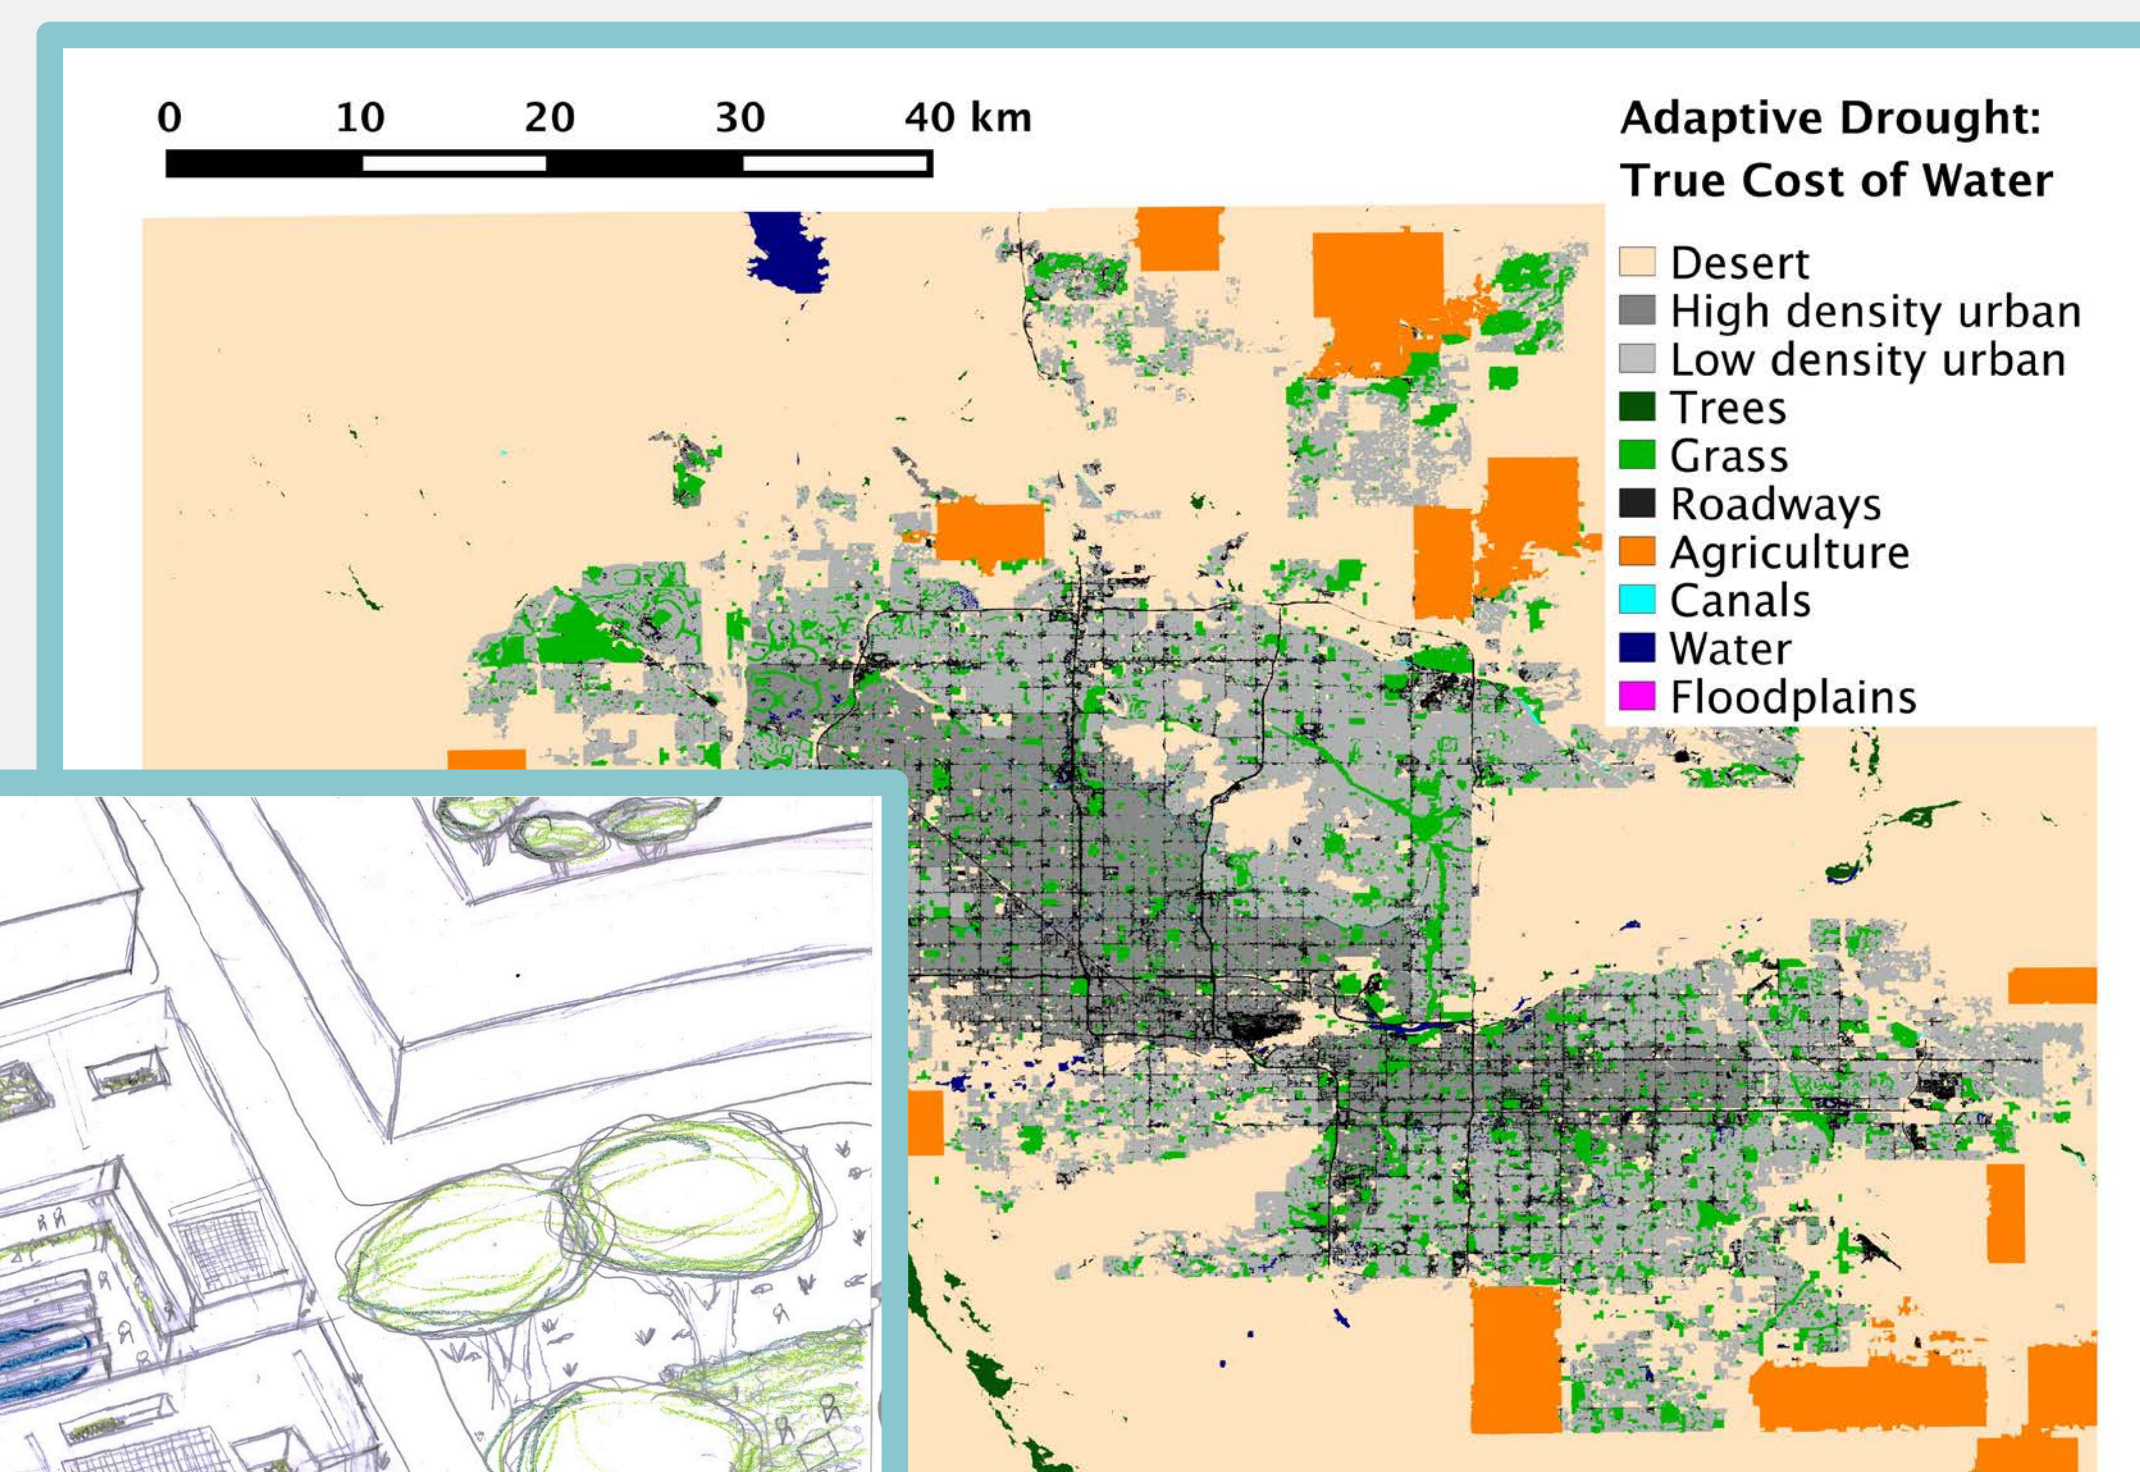 0 10 20 30 40 km
Adaptive Drought:
True Cost of Water
Desert
High density urban
Low density urban
Trees
Grass
Roadways
Agriculture
Canals
Water
Floodplains